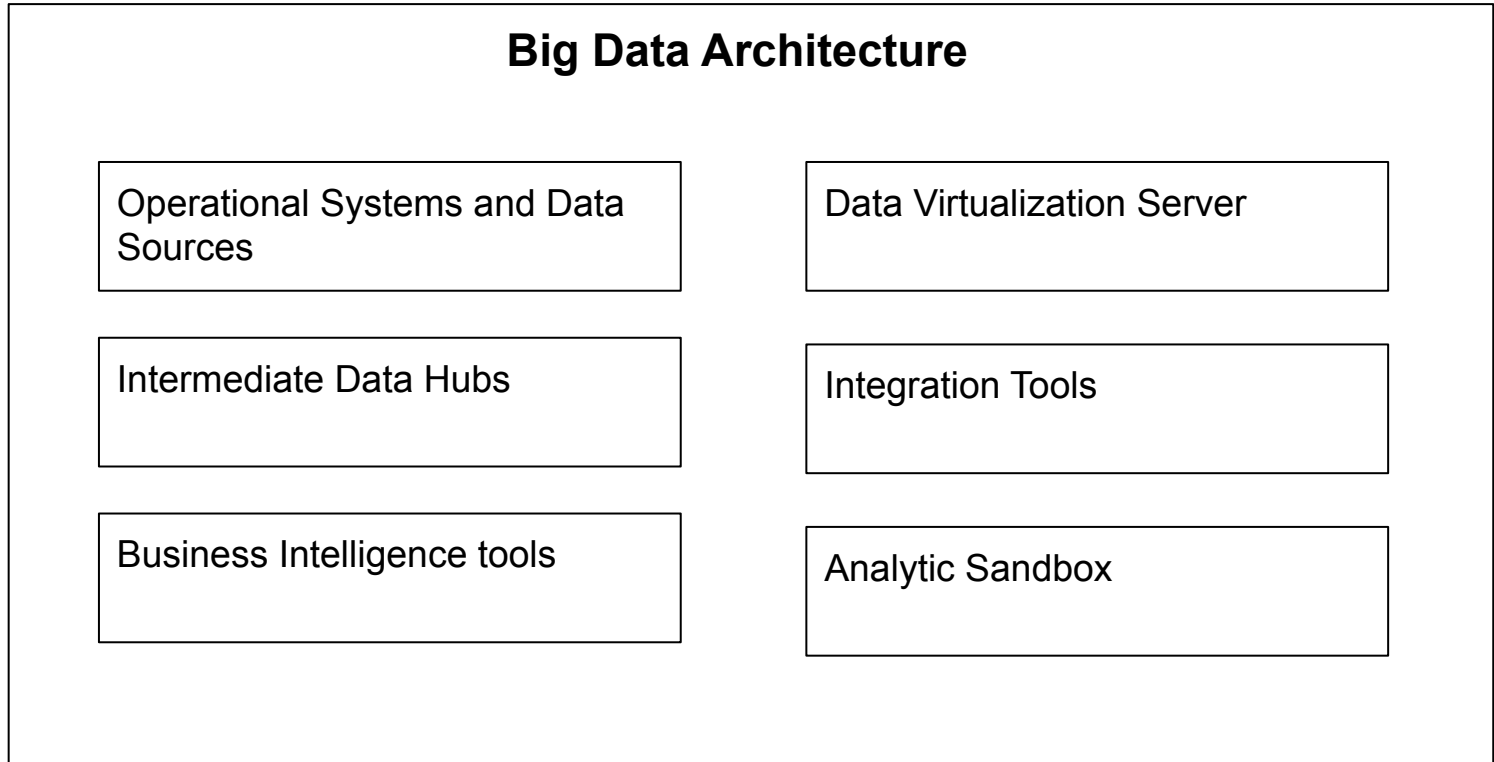 Big Data Architecture
Operational Systems and Data
Sources
Data Virtualization Server
Intermediate Data Hubs
Integration Tools
Business Intelligence tools
Analytic Sandbox